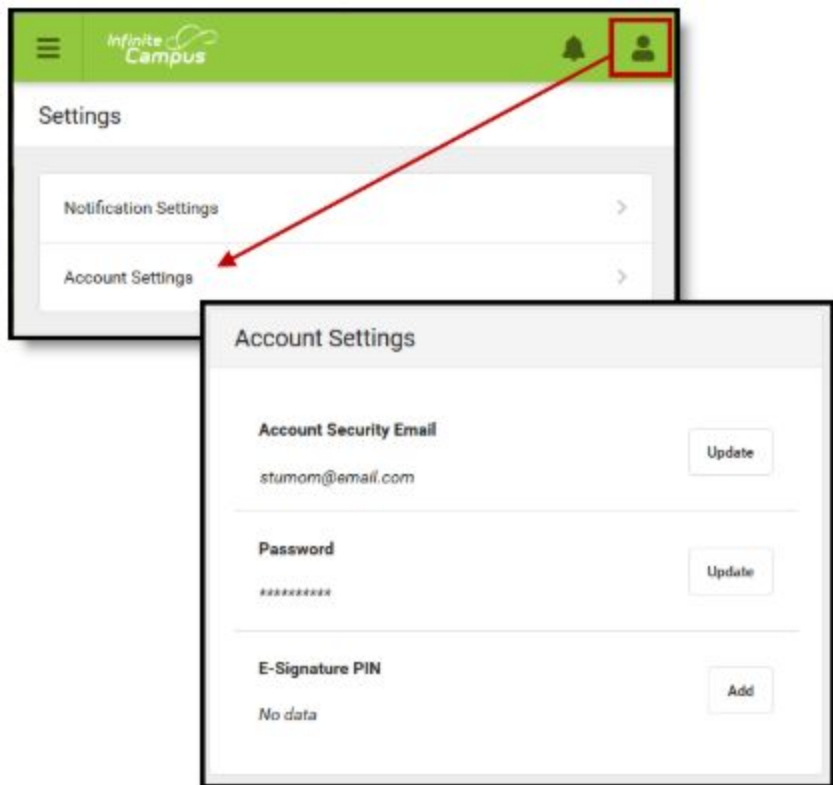 Infinite
Campus
Settings
Notification Settings
Account Settings
Account Settings
Account Security Email
Update
stumom@email.com
Password
Update
**********
E-Signature PIN
Add
No data